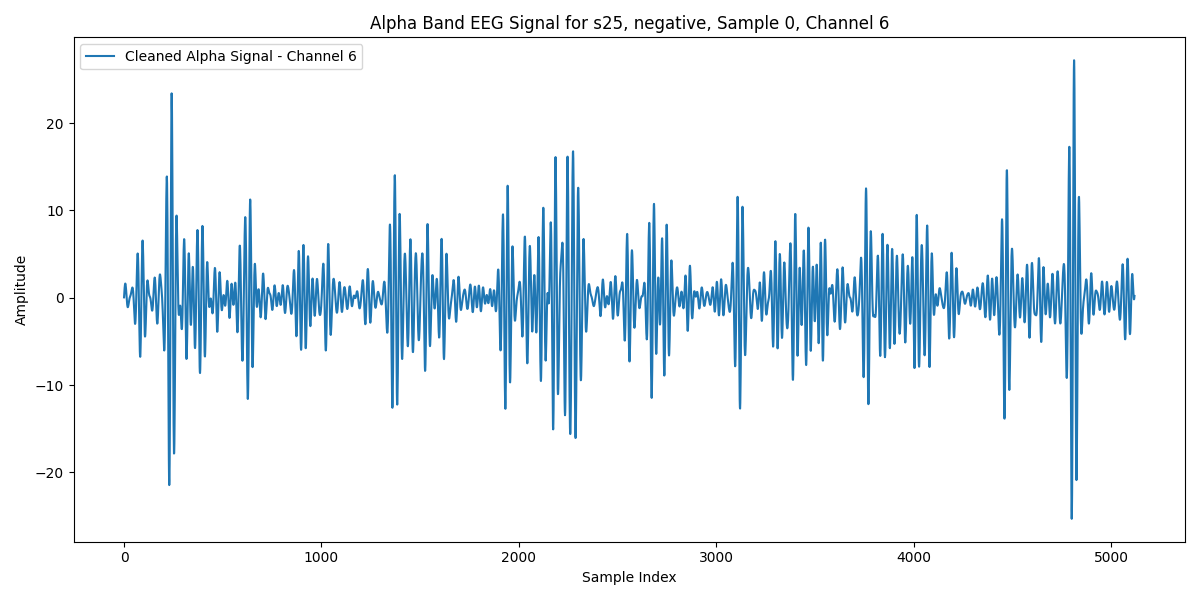 Alpha Band EEG Signal for s25, negative, Sample 0, Channel 6
Cleaned Alpha Signal - Channel 6
Amplitude
20
10
0
−10
−20
0 1000 2000 3000 4000 5000
Sample Index